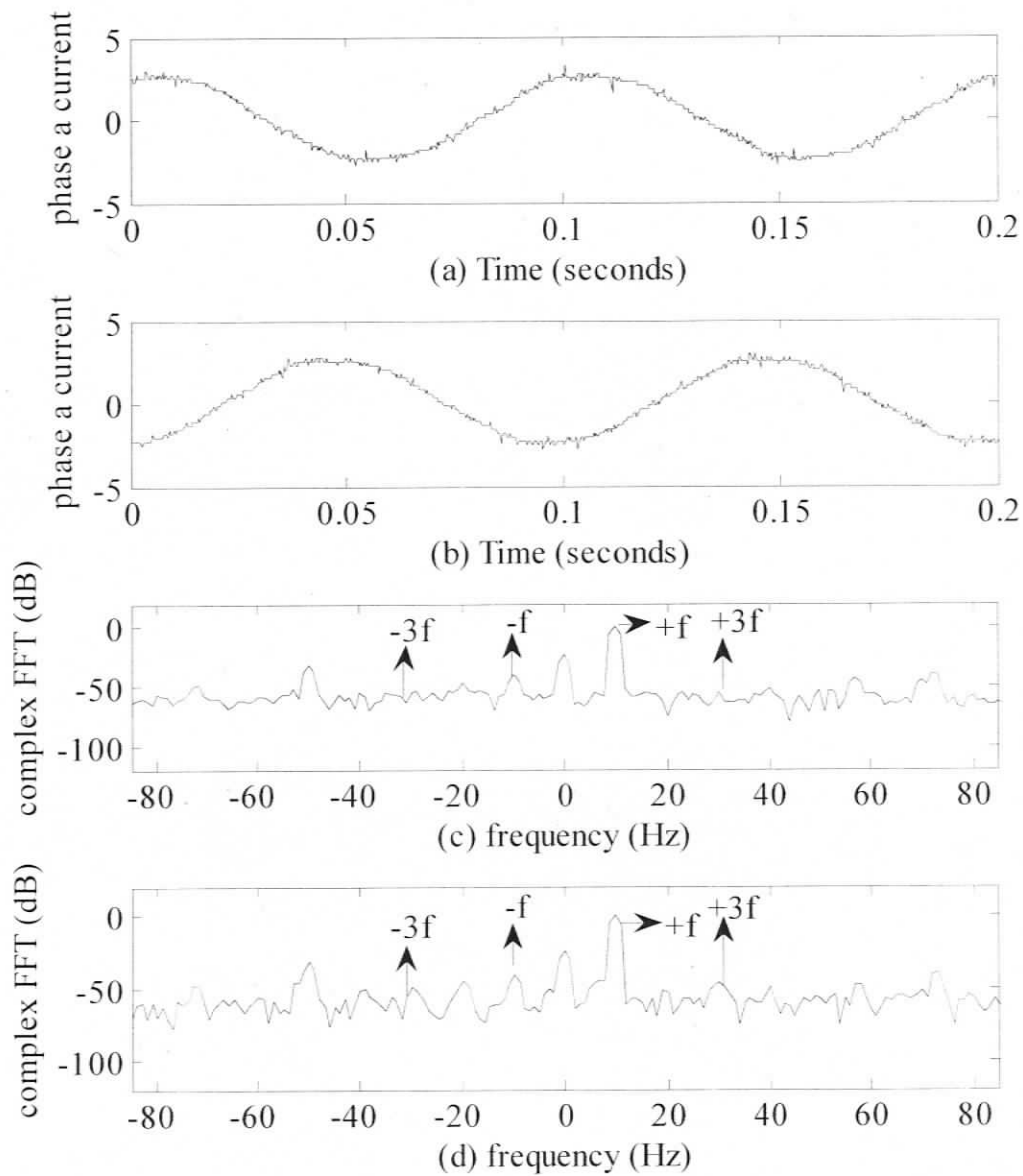 phase a current
5
0
-5
0 0.05 0.1 0.15 0.2
(a) Time (seconds)
phase a current
5
0
-5
0 0.05 0.1 0.15 0.2
(b) Time (seconds)
complex FFT (dB)
0
-50
-100
-3f -f +f +3f
-80 -60 -40 -20 0 20 40 60 80
(c) frequency (Hz)
complex FFT (dB)
0
-50
-100
-3f -f +f +3f
-80 -60 -40 -20 0 20 40 60 80
(d) frequency (Hz)